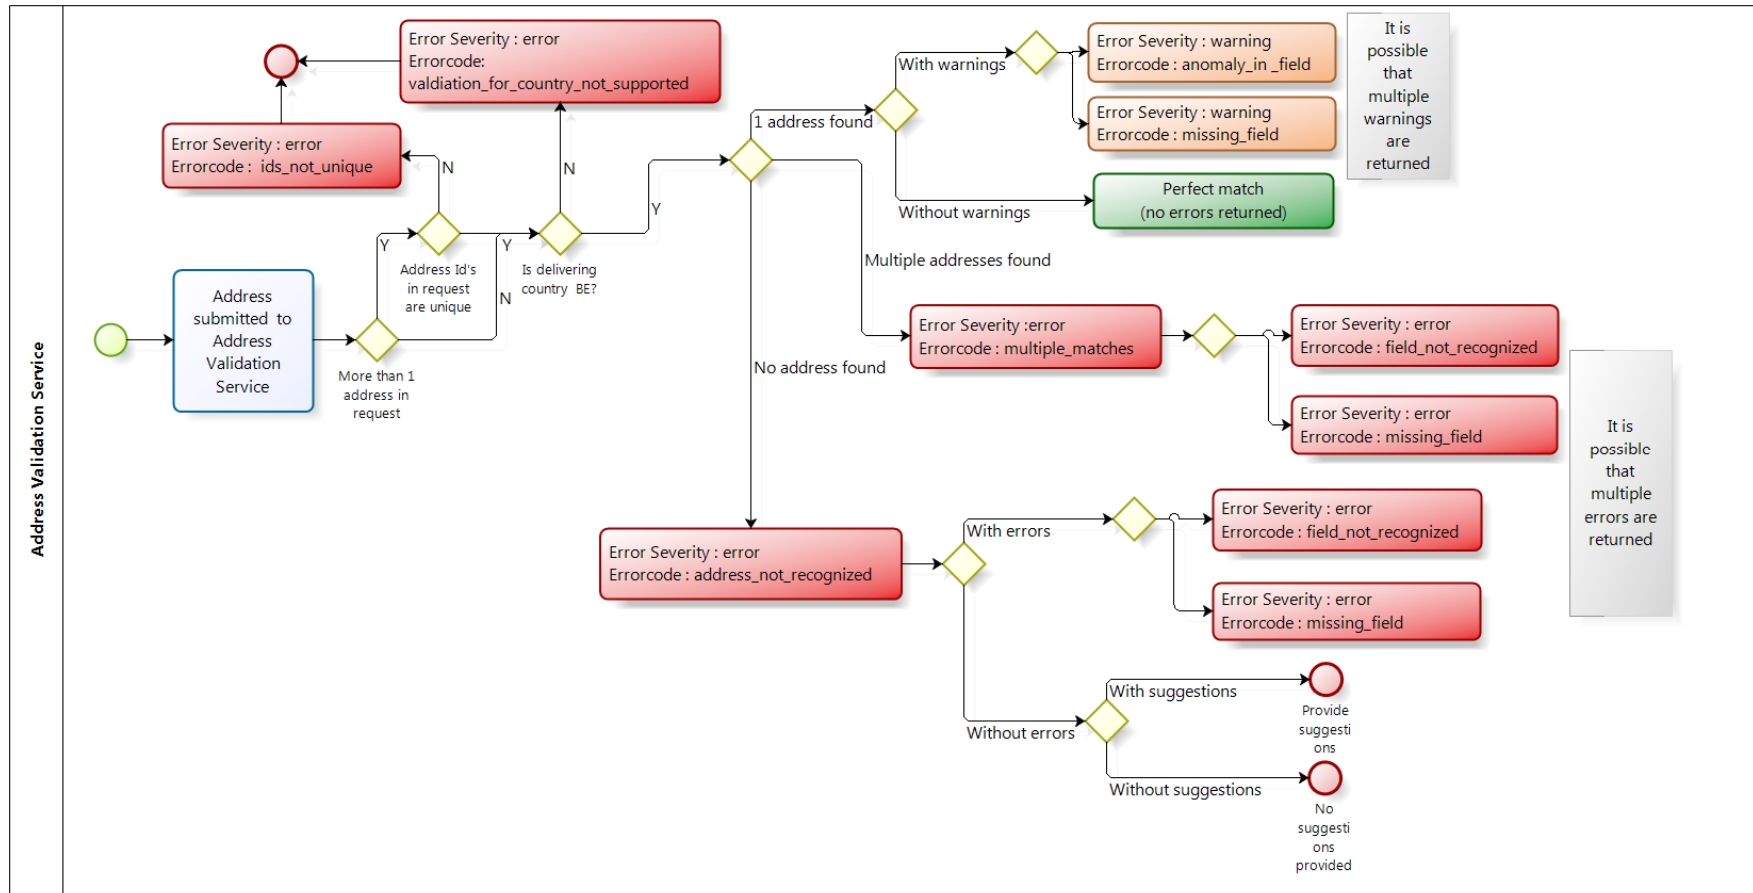 Address Validation Service
Error Severity : error
Errorcode:
valdiation_for_country_not_supported
Error Severity : error
Errorcode :  ids_not_unique
N
N
Y
Y
N
Y
Address Id's
in request
are unique
Is delivering
country  BE?
Address
submitted  to
Address
Validation
Service
More than 1
address in
request
1 address found
With warnings
Error Severity : warning
Errorcode : anomaly_in _field
Error Severity : warning
Errorcode : missing_field
Without warnings
Perfect match
(no errors returned)
It is
possible
that
multiple
warnings
are
returned
Multiple addresses found
Error Severity :error
Errorcode : multiple_matches
Error Severity : error
Errorcode : field_not_recognized
Error Severity : error
Errorcode : missing_field
No address found
Error Severity : error
Errorcode : address_not_recognized
With errors
Error Severity : error
Errorcode : field_not_recognized
Error Severity : error
Errorcode : missing_field
It is
possible
that
multiple
errors are
returned
Without errors
With suggestions
Provide
suggesti
ons
Without suggestions
No
suggesti
ons
provided